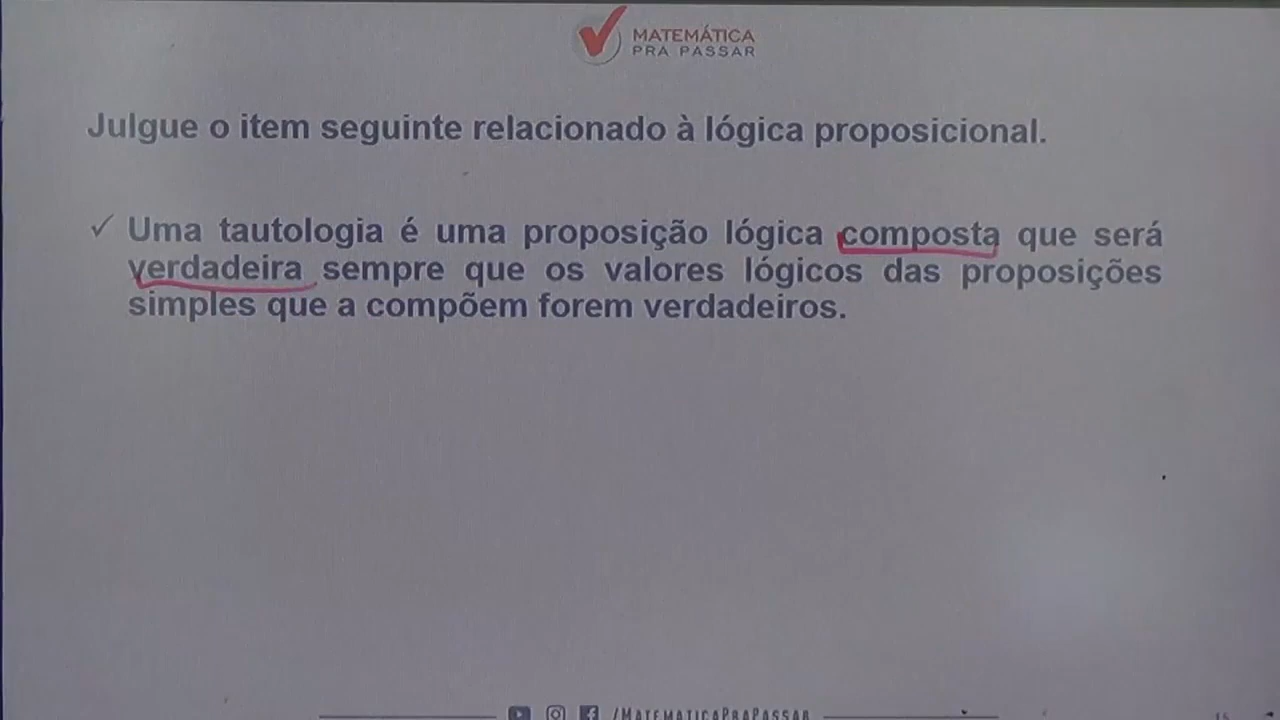 MATEMÁTICA
PRA PASSAR
Julgue o item seguinte relacionado à lógica proposicional.
✓ Uma tautologia é uma proposição lógica composta que será
verdadeira sempre que os valores lógicos das proposições
simples que a compõem forem verdadeiros.
/MATEMATICAPRAPASSAR